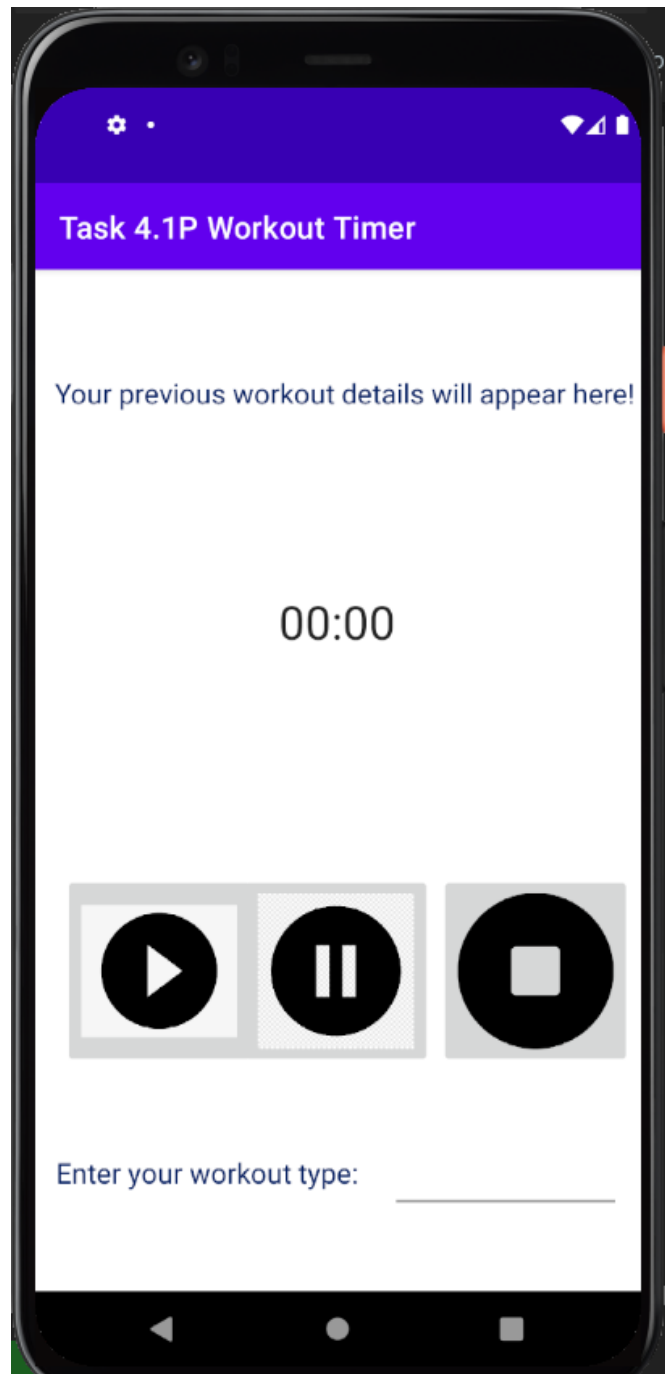 Task 4.1P Workout Timer
Your previous workout details will appear here!
00:00
Enter your workout type: